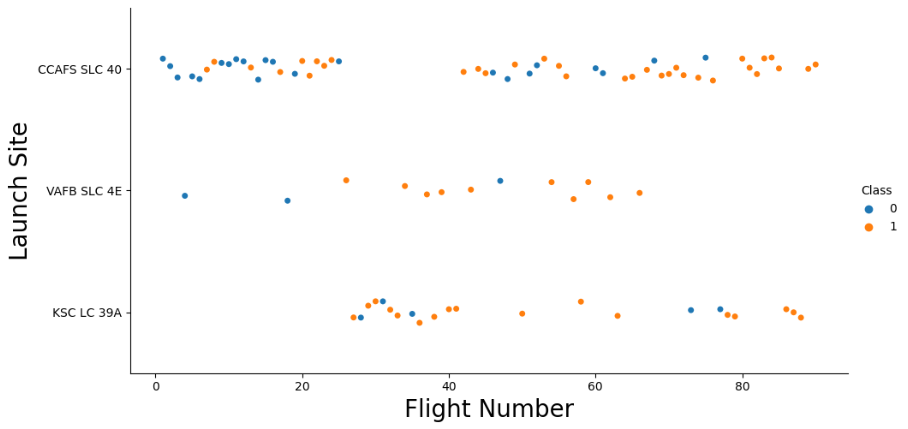 CCAFS SLC 40
VAFB SLC 4E
KSC LC 39A
Launch Site
0
20
40
60
80
Flight Number
Class
0
1